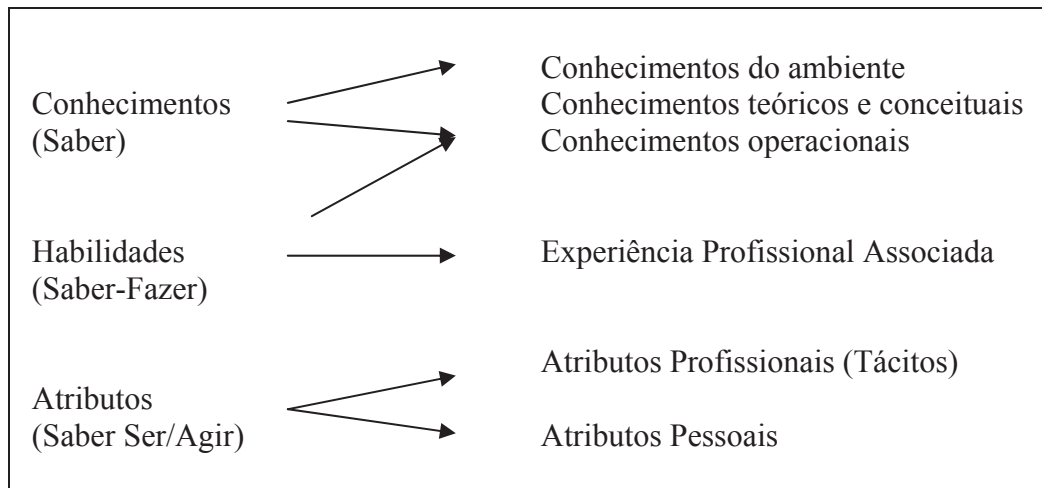 Conhecimentos
(Saber)
Conhecimentos do ambiente
Conhecimentos teóricos e conceituais
Conhecimentos operacionais
Habilidades
(Saber-Fazer)
Experiência Profissional Associada
Atributos
(Saber Ser/Agir)
Atributos Profissionais (Tácitos)
Atributos Pessoais